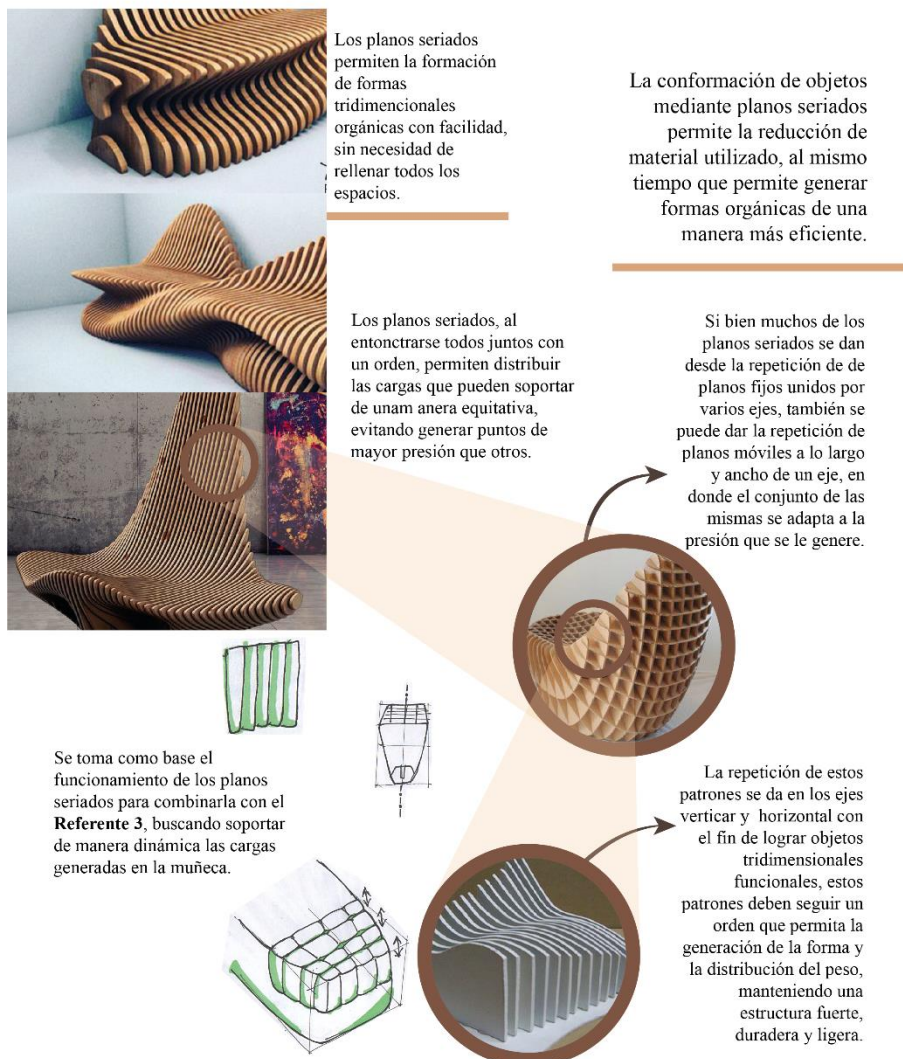 Los planos seriados
permiten la formación
de formas
tridimencionales
orgánicas con facilidad,
sin necesidad de
rellenar todos los
espacios.
La conformación de objetos
mediante planos seriados
permite la reducción de
material utilizado, al mismo
tiempo que permite generar
formas orgánicas de una
manera más eficiente.
Los planos seriados, al
entonctrarse todos juntos con
un orden, permiten distribuir
las cargas que pueden soportar
de unam anera equitativa,
evitando generar puntos de
mayor presión que otros.
Si bien muchos de los
planos seriados se dan
desde la repetición de de
planos fijos unidos por
varios ejes, también se
puede dar la repetición de
planos móviles a lo largo
y ancho de un eje, en
donde el conjunto de las
mismas se adapta a la
presión que se le genere.
Se toma como base el
funcionamiento de los planos
seriados para combinarla con el
Referente 3, buscando soportar
de manera dinámica las cargas
generadas en la muñeca.
La repetición de estos
patrones se da en los ejes
verticar y horizontal con
el fin de lograr objetos
tridimensionales
funcionales, estos
patrones deben seguir un
orden que permita la
generación de la forma y
la distribución del peso,
manteniendo una
estructura fuerte,
duradera y ligera.